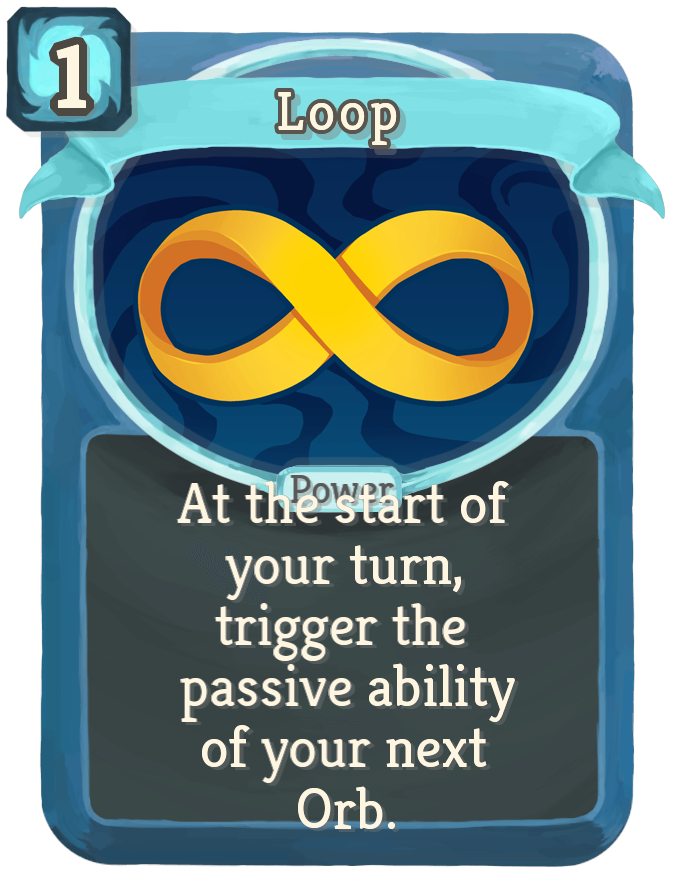 1
Loop
Power
At the start of
your turn,
trigger the
passive ability
of your next
Orb.